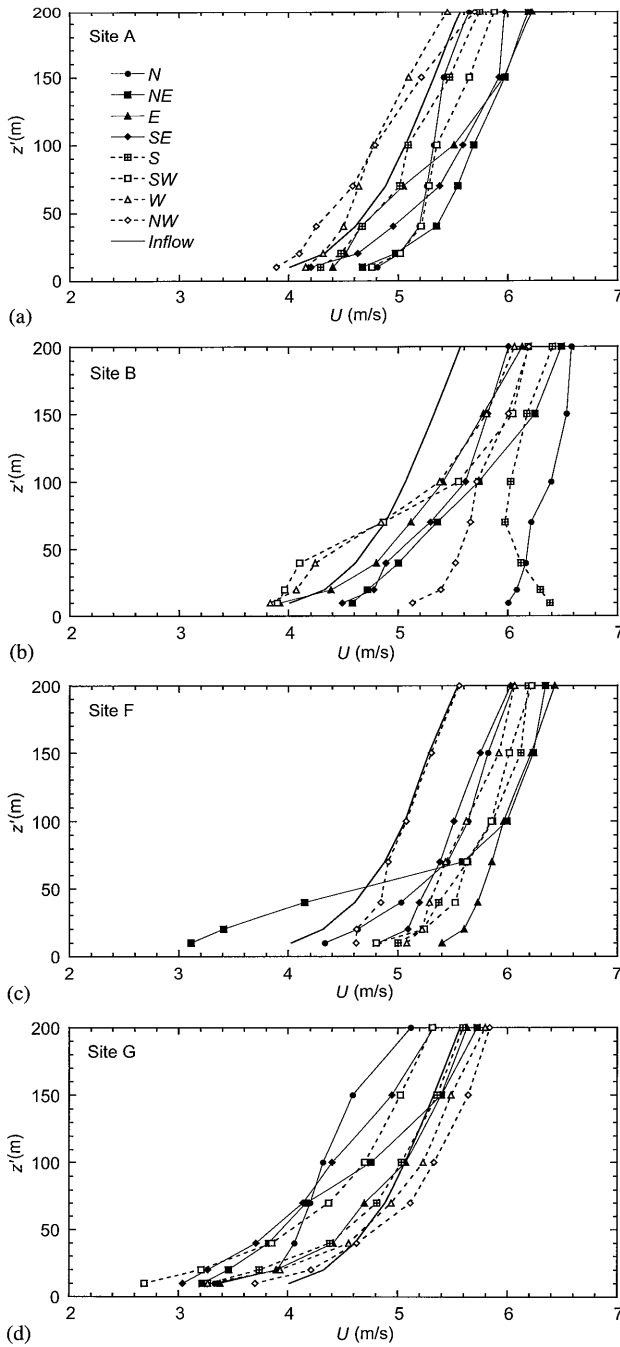 200
Site A
N
150
NE
E
SE
z′(m)
100
S
SW
W
50
NW
Inflow
0
2 3 4 5 6 7
(a)
U (m/s)
200
Site B
150
z′(m)
100
50
0
2 3 4 5 6 7
(b)
U (m/s)
200
Site F
150
z′(m)
100
50
0
2 3 4 5 6 7
(c)
U (m/s)
200
Site G
150
z′(m)
100
50
0
2 3 4 5 6 7
(d)
U (m/s)